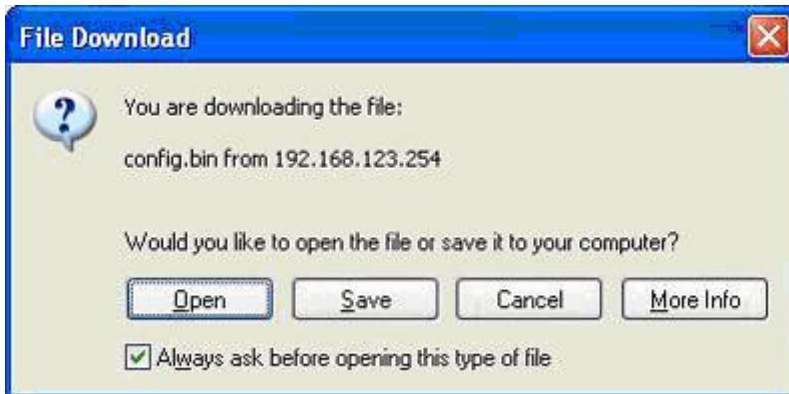 File Download
You are downloading the file:
config.bin from 192.168.123.254
Would you like to open the file or save it to your computer?
Open Save Cancel More Info
Always ask before opening this type of file